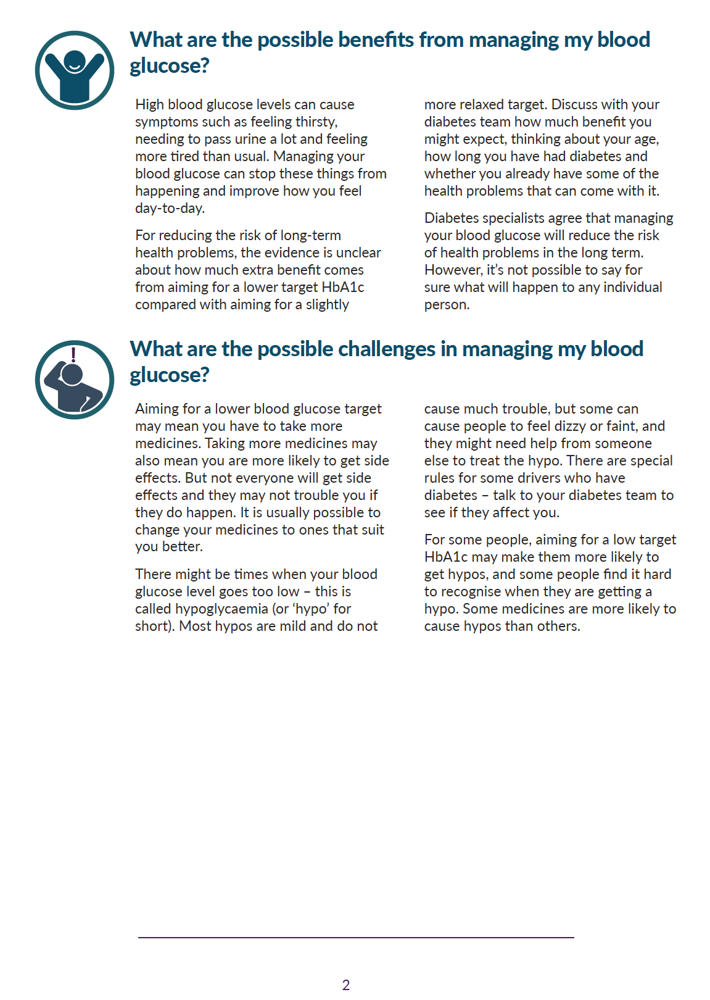 What are the possible benefits from managing my blood
glucose?
High blood glucose levels can cause
symptoms such as feeling thirsty,
needing to pass urine a lot and feeling
more tired than usual. Managing your
blood glucose can stop these things from
happening and improve how you feel
day-to-day.
For reducing the risk of long-term
health problems, the evidence is unclear
about how much extra benefit comes
from aiming for a lower target HbA1c
compared with aiming for a slightly
more relaxed target. Discuss with your
diabetes team how much benefit you
might expect, thinking about your age,
how long you have had diabetes and
whether you already have some of the
health problems that can come with it.
Diabetes specialists agree that managing
your blood glucose will reduce the risk
of health problems in the long term.
However, it’s not possible to say for
sure what will happen to any individual
person.
What are the possible challenges in managing my blood
glucose?
Aiming for a lower blood glucose target
may mean you have to take more
medicines. Taking more medicines may
also mean you are more likely to get side
effects. But not everyone will get side
effects and they may not trouble you if
they do happen. It is usually possible to
change your medicines to ones that suit
you better.
There might be times when your blood
glucose level goes too low – this is
called hypoglycaemia (or ‘hypo’ for
short). Most hypos are mild and do not
cause much trouble, but some can
cause people to feel dizzy or faint, and
they might need help from someone
else to treat the hypo. There are special
rules for some drivers who have
diabetes – talk to your diabetes team to
see if they affect you.
For some people, aiming for a low target
HbA1c may make them more likely to
get hypos, and some people find it hard
to recognise when they are getting a
hypo. Some medicines are more likely to
cause hypos than others.
2